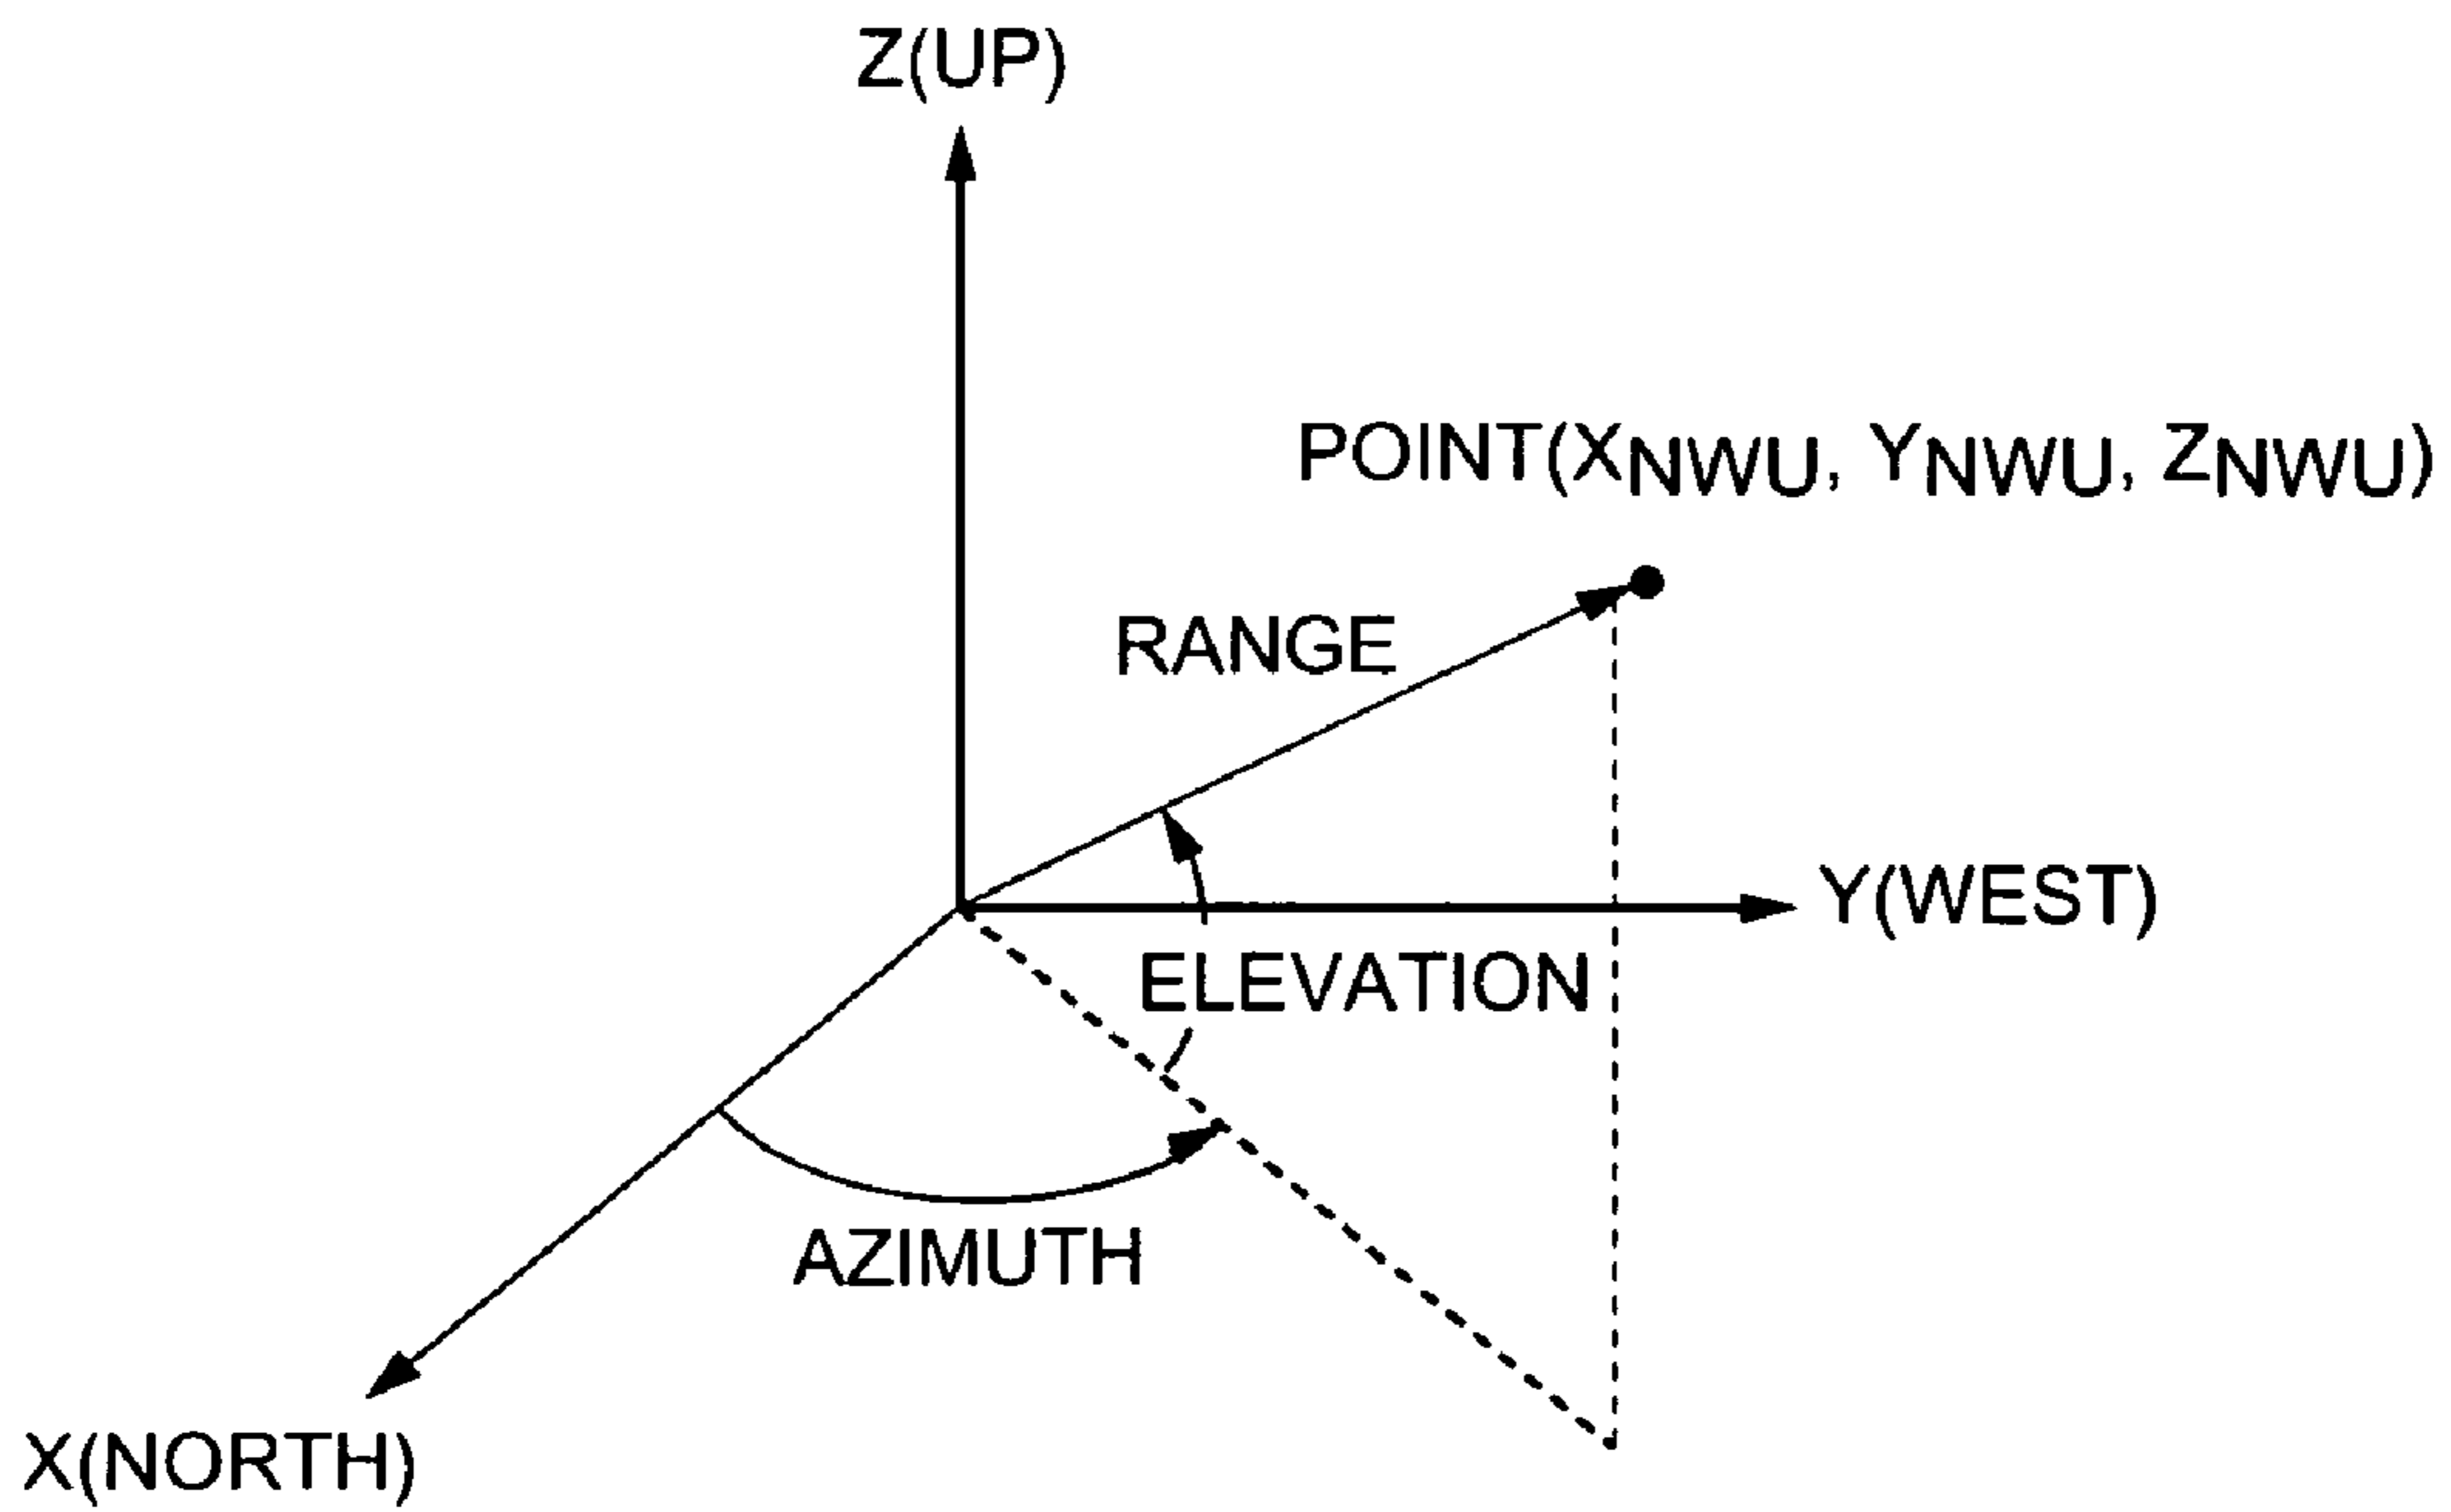 Z(UP)
POINT(XNWU, YNWU, ZNWU)
RANGE
Y(WEST)
ELEVATION
AZIMUTH
X(NORTH)